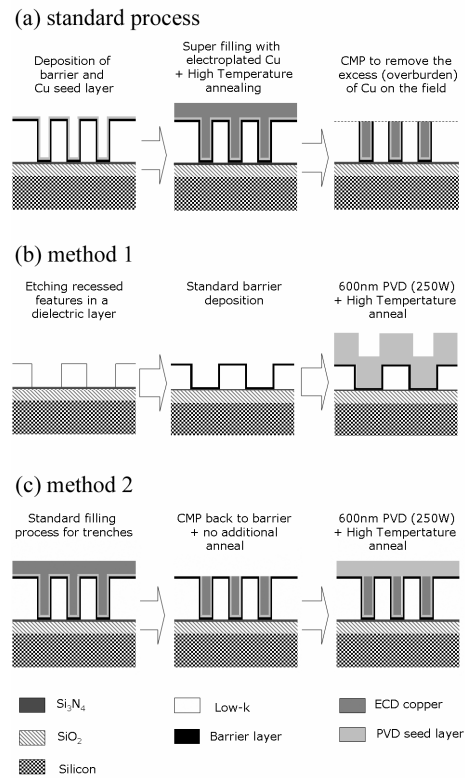 (a) standard process
Deposition of
barrier and
Cu seed layer
Super filling with
electroplated Cu
+ High Temperature
annealing
CMP to remove the
excess (overburden)
of Cu on the field
(b) method 1
Etching recessed
features in a
dielectric layer
Standard barrier
deposition
600nm PVD (250W)
+ High Tempertature
anneal
(c) method 2
Standard filling
process for trenches
CMP back to barrier
+ no additional
anneal
600nm PVD (250W)
+ High Tempertature
anneal
Si3N4
Low-k
ECD copper
SiO2
Barrier layer
PVD seed layer
Silicon